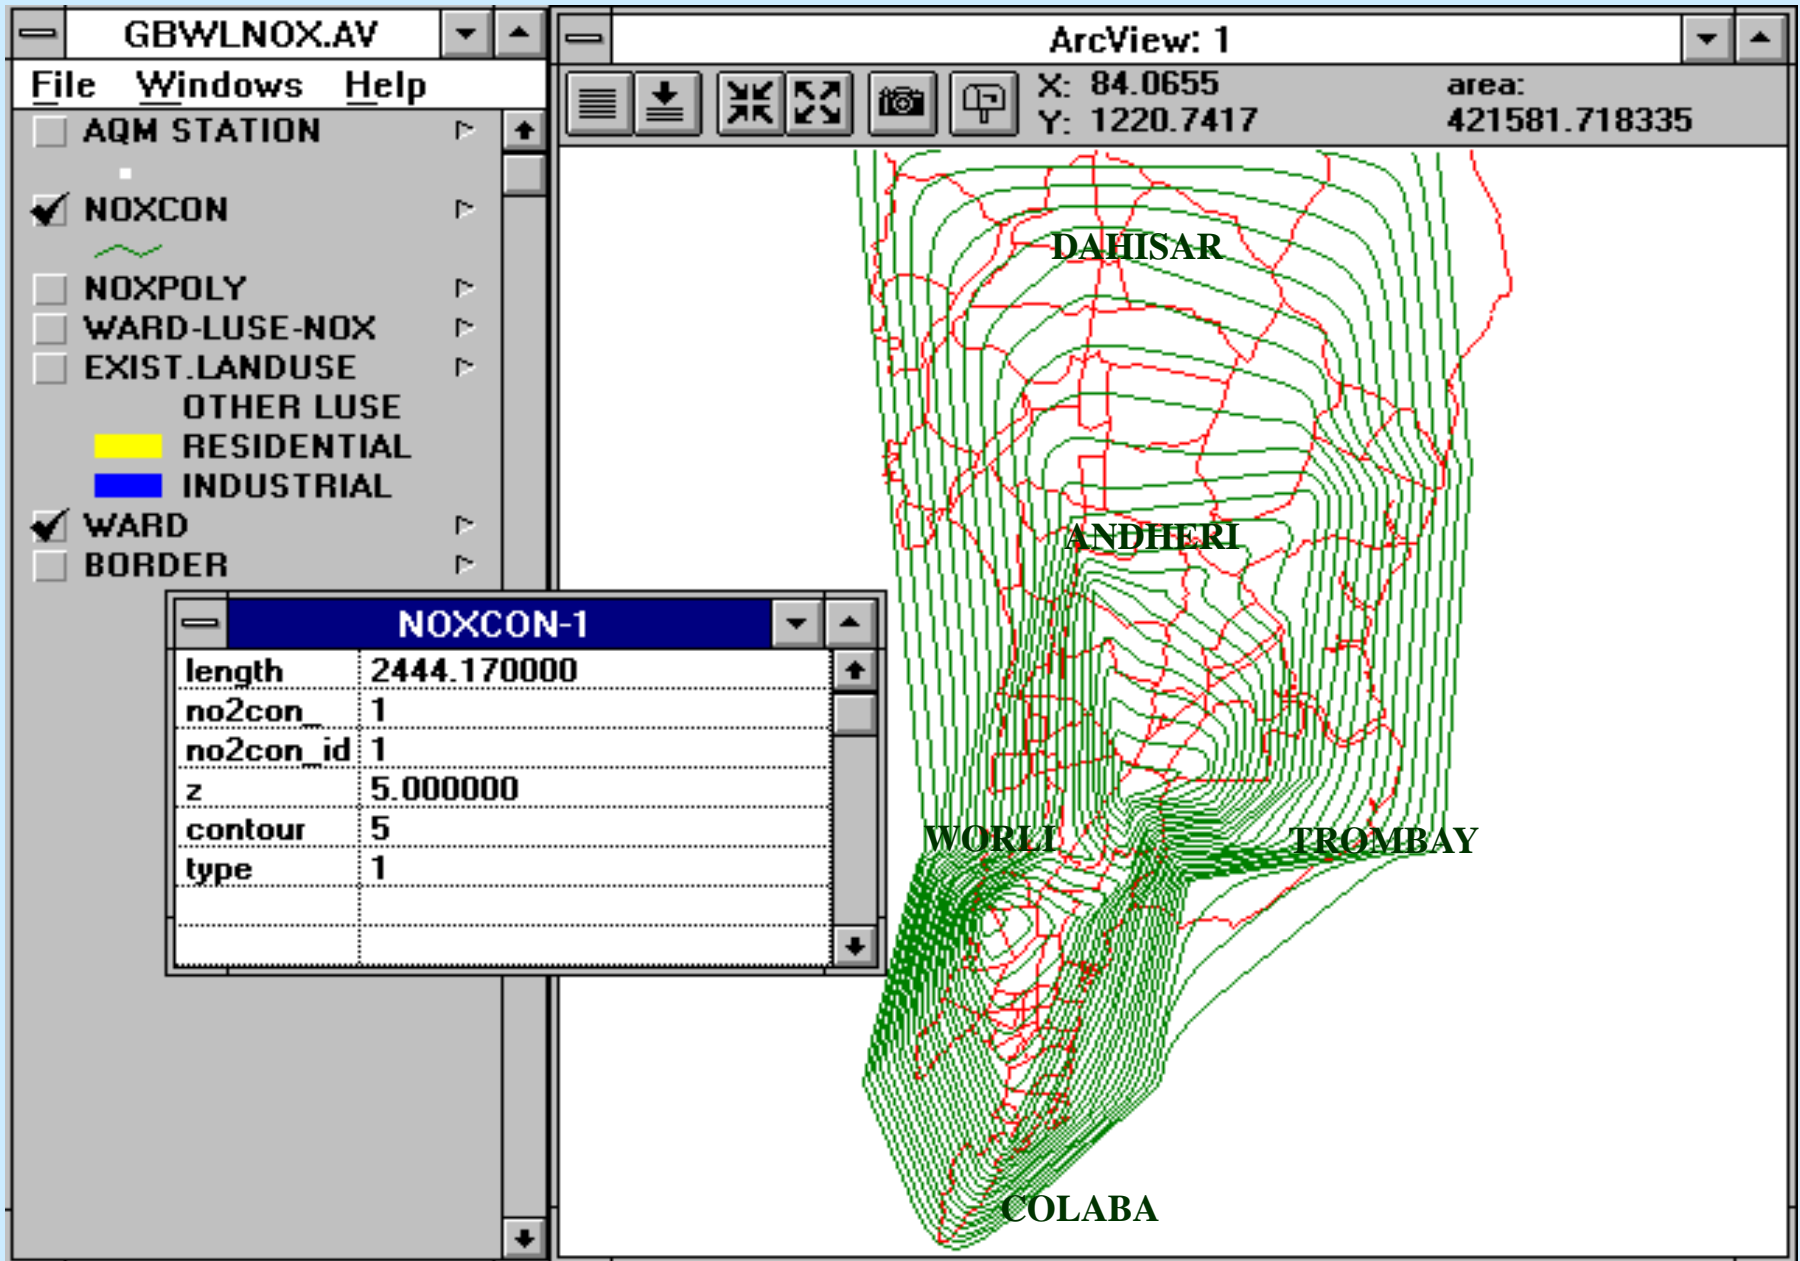 GBWLNOX.AV
File Windows Help
AQM STATION
NOXCON
NOXPOLY
WARD-LUSE-NOX
EXIST.LANDUSE
OTHER LUSE
RESIDENTIAL
INDUSTRIAL
WARD
BORDER
ArcView: 1
X: 84.0655
Y: 1220.7417
area:
421581.718335
DAHISAR
ANDHERI
WORLI
TROMBAY
COLABA
NOXCON-1
length 2444.170000
no2con_ 1
no2con_id 1
z 5.000000
contour 5
type 1